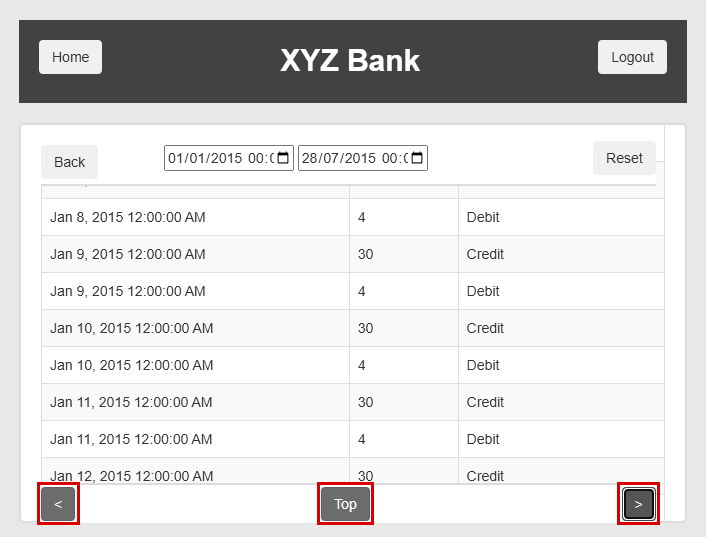 Home XYZ Bank Logout
Back 01/01/2015 00:0 28/07/2015 00:0 Reset
Jan 8, 2015 12:00:00 AM 4 Debit
Jan 9, 2015 12:00:00 AM 30 Credit
Jan 9, 2015 12:00:00 AM 4 Debit
Jan 10, 2015 12:00:00 AM 30 Credit
Jan 10, 2015 12:00:00 AM 4 Debit
Jan 11, 2015 12:00:00 AM 30 Credit
Jan 11, 2015 12:00:00 AM 4 Debit
Jan 12, 2015 12:00:00 AM 30 Credit
< Top >